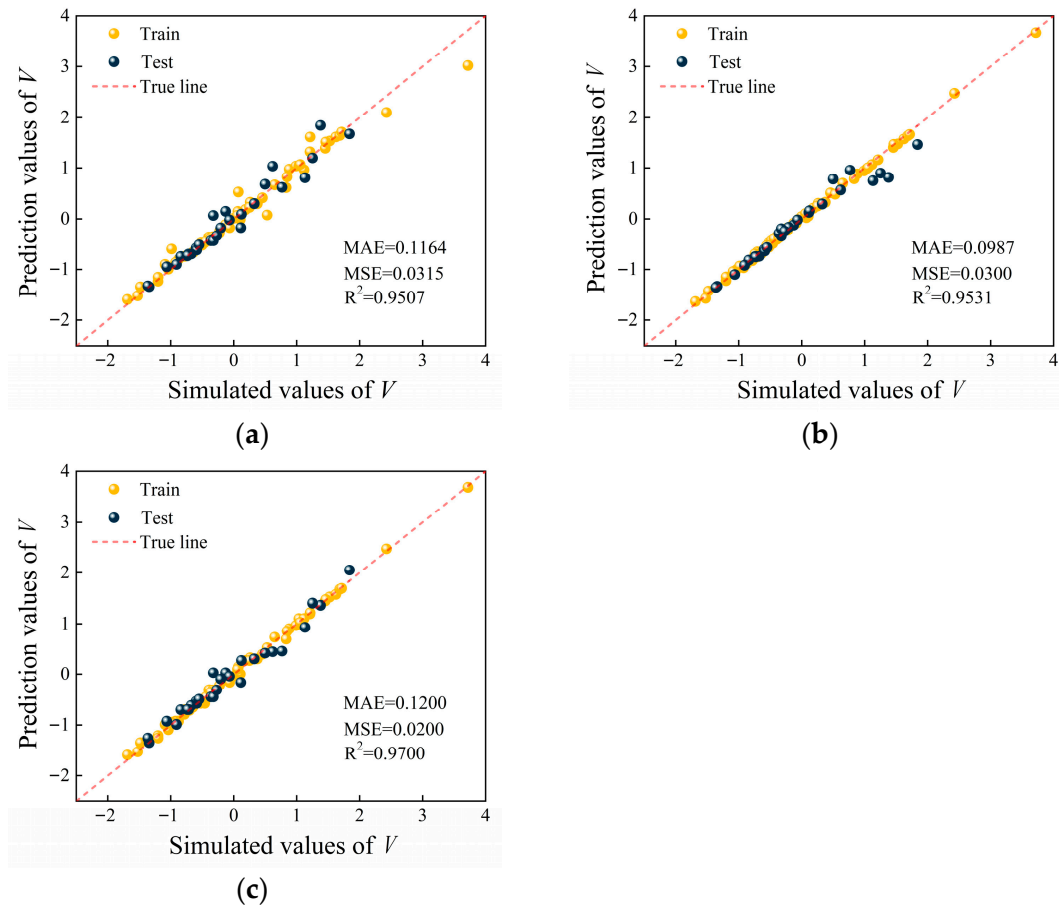 4
3
2
1
0
−1
−2
−2
−1
0
1
2
3
4
Prediction values of V
Simulated values of V
Train
Test
True line
MAE=0.1164
MSE=0.0315
R²=0.9507
(a)
4
3
2
1
0
−1
−2
−2
−1
0
1
2
3
4
Prediction values of V
Simulated values of V
Train
Test
True line
MAE=0.0987
MSE=0.0300
R²=0.9531
(b)
4
3
2
1
0
−1
−2
−2
−1
0
1
2
3
4
Prediction values of V
Simulated values of V
Train
Test
True line
MAE=0.1200
MSE=0.0200
R²=0.9700
(c)